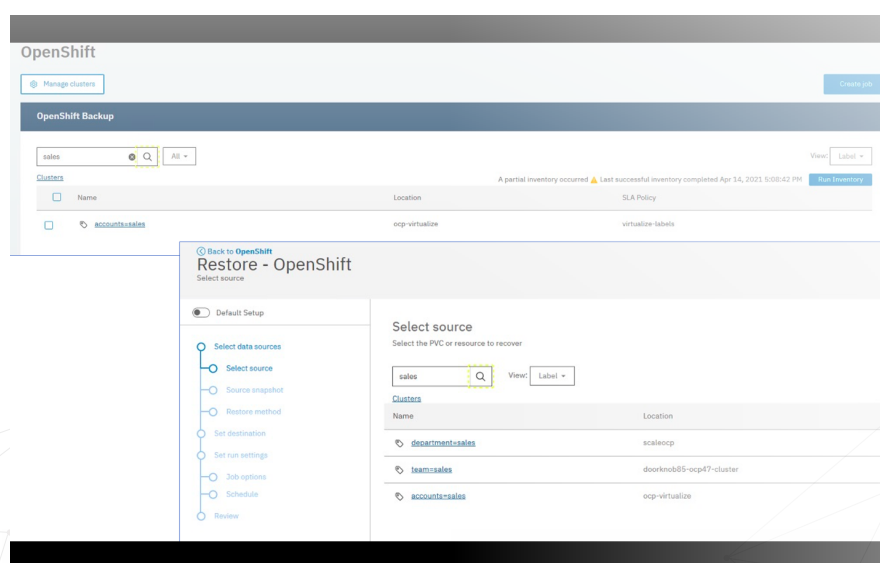 OpenShift
Manage clusters
Create job
OpenShift Backup
sales
All
View: Label
Clusters
A partial inventory occurred Last successful inventory completed Apr 14, 2021 5:08:42 PM Run Inventory
Name Location SLA Policy
accounts=sales ocp-virtualize virtualize-labels
Back to OpenShift
Restore - OpenShift
Select source
Default Setup
Select data sources
Select source
Source snapshot
Restore method
Set destination
Set run settings
Job options
Schedule
Review
Select source
Select the PVC or resource to recover
sales View: Label
Clusters
Name Location
department=sales scaleocp
team=sales doorknob85-ocp47-cluster
accounts=sales ocp-virtualize